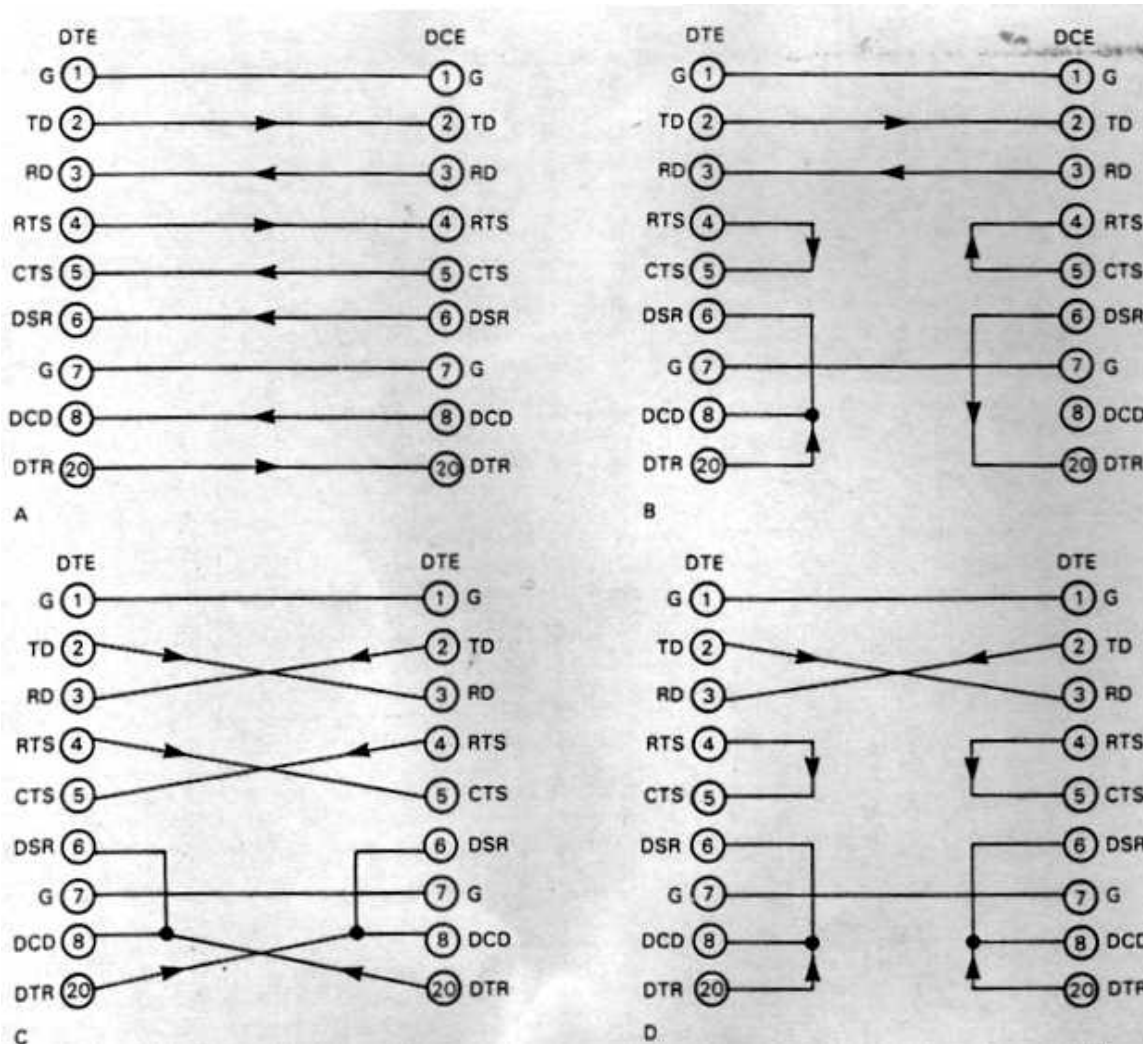 DTE DCE
G 1 1 G
TD 2 2 TD
RD 3 3 RD
RTS 4 4 RTS
CTS 5 5 CTS
DSR 6 6 DSR
G 7 7 G
DCD 8 8 DCD
DTR 20 20 DTR
A
DTE DCE
G 1 1 G
TD 2 2 TD
RD 3 3 RD
RTS 4 4 RTS
CTS 5 5 CTS
DSR 6 6 DSR
G 7 7 G
DCD 8 8 DCD
DTR 20 20 DTR
B
DTE DTE
G 1 1 G
TD 2 2 TD
RD 3 3 RD
RTS 4 4 RTS
CTS 5 5 CTS
DSR 6 6 DSR
G 7 7 G
DCD 8 8 DCD
DTR 20 20 DTR
C
DTE DTE
G 1 1 G
TD 2 2 TD
RD 3 3 RD
RTS 4 4 RTS
CTS 5 5 CTS
DSR 6 6 DSR
G 7 7 G
DCD 8 8 DCD
DTR 20 20 DTR
D